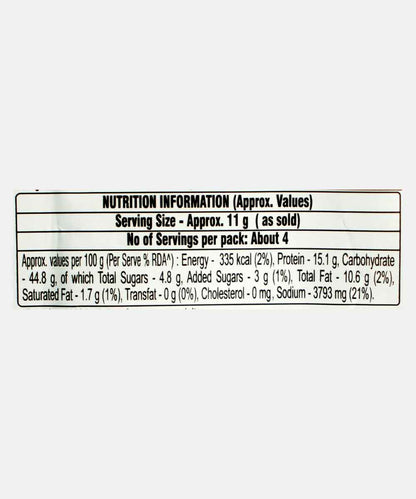 NUTRITION INFORMATION (Approx. Values)
Serving Size - Approx. 11 g ( as sold)
No of Servings per pack: About 4
Approx. values per 100 g (Per Serve % RDA^) : Energy - 335 kcal (2%), Protein - 15.1 g, Carbohydrate
- 44.8 g, of which Total Sugars - 4.8 g, Added Sugars - 3 g (1%), Total Fat - 10.6 g (2%),
Saturated Fat - 1.7 g (1%), Transfat - 0 g (0%), Cholesterol - 0 mg, Sodium - 3793 mg (21%).